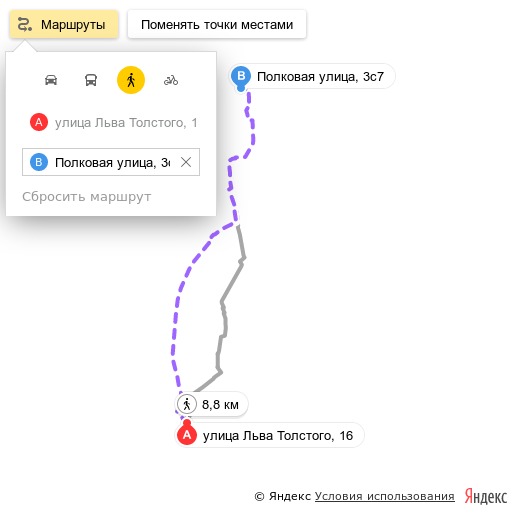 Маршруты
Поменять точки местами
B Полковая улица, 3с7
A улица Льва Толстого, 1
B Полковая улица, 3с
Сбросить маршрут
8,8 км
A улица Льва Толстого, 16
© Яндекс Условия использования Яндекс